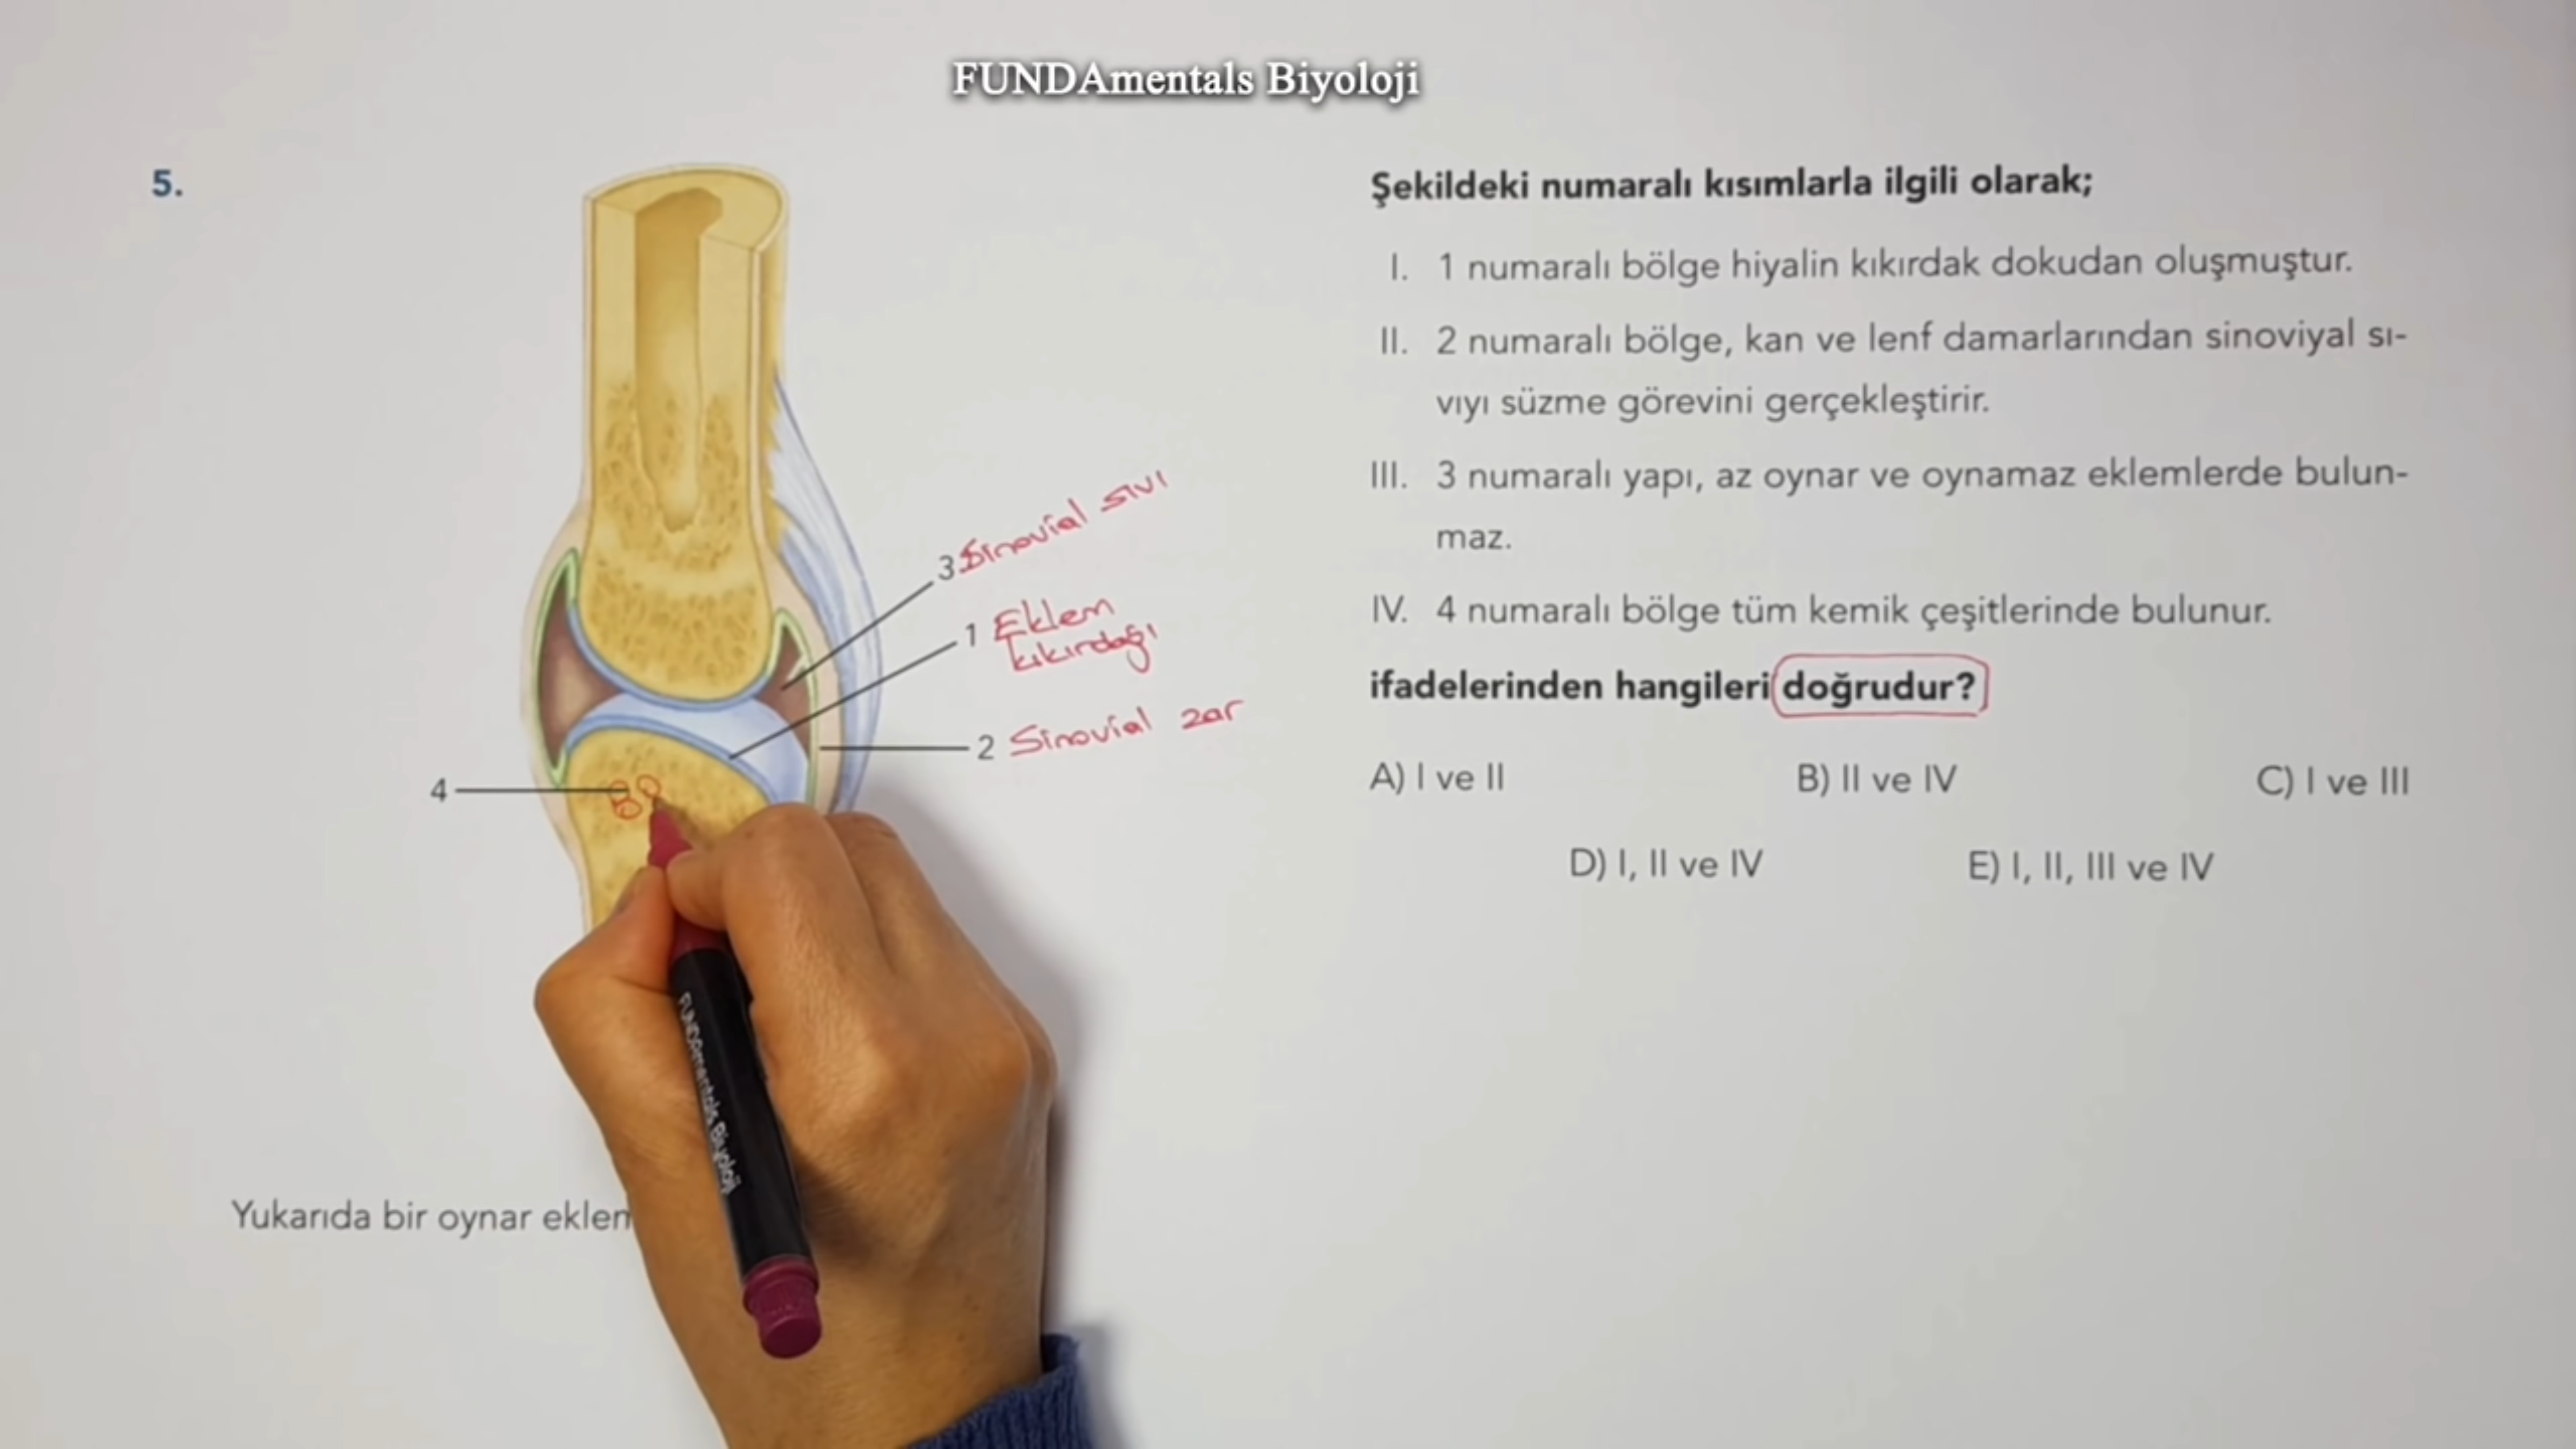 FUNDAmentals Biyoloji
5.
3 Sinovial sıvı
1 Eklem
kıkırdağı
2 Sinovial zar
4
Yukarıda bir oynar
FUNDAmentals Biyoloji
Şekildeki numaralı kısımlarla ilgili olarak;
I. 1 numaralı bölge hiyalin kıkırdak dokudan oluşmuştur.
II. 2 numaralı bölge, kan ve lenf damarlarından sinoviyal sı-
vıyı süzme görevini gerçekleştirir.
III. 3 numaralı yapı, az oynar ve oynamaz eklemlerde bulun-
maz.
IV. 4 numaralı bölge tüm kemik çeşitlerinde bulunur.
ifadelerinden hangileri doğrudur?
A) I ve II B) II ve IV C) I ve III
D) I, II ve IV E) I, II, III ve IV